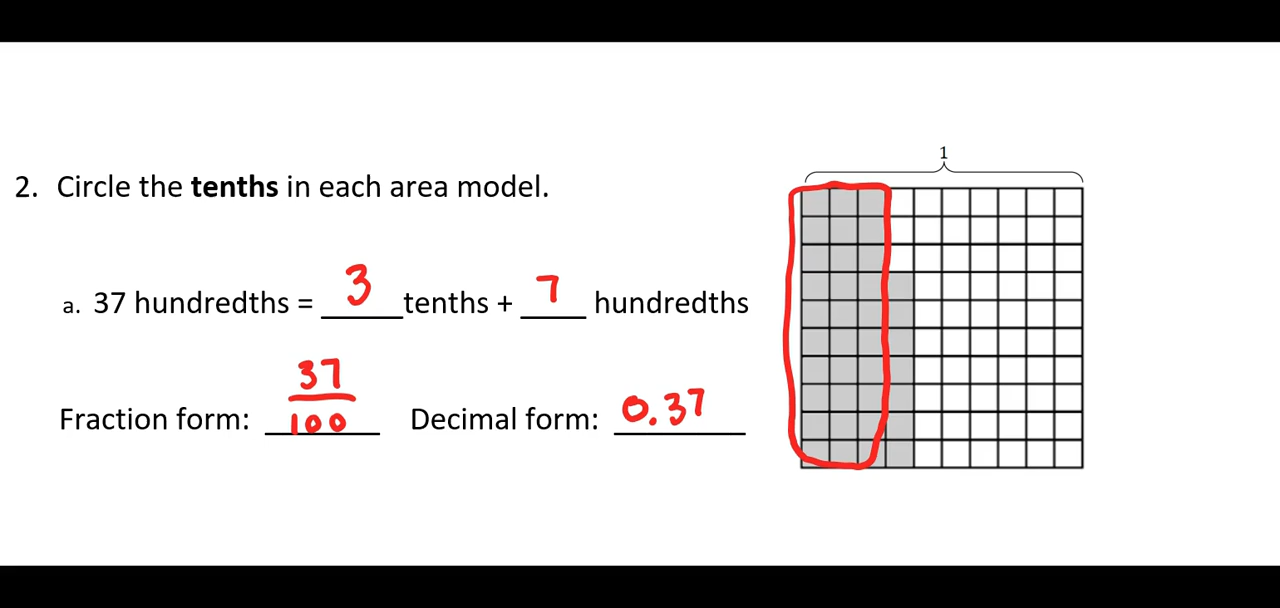 1
2. Circle the tenths in each area model.
a. 37 hundredths = 3 tenths + 7 hundredths
Fraction form: 37/100 Decimal form: 0.37